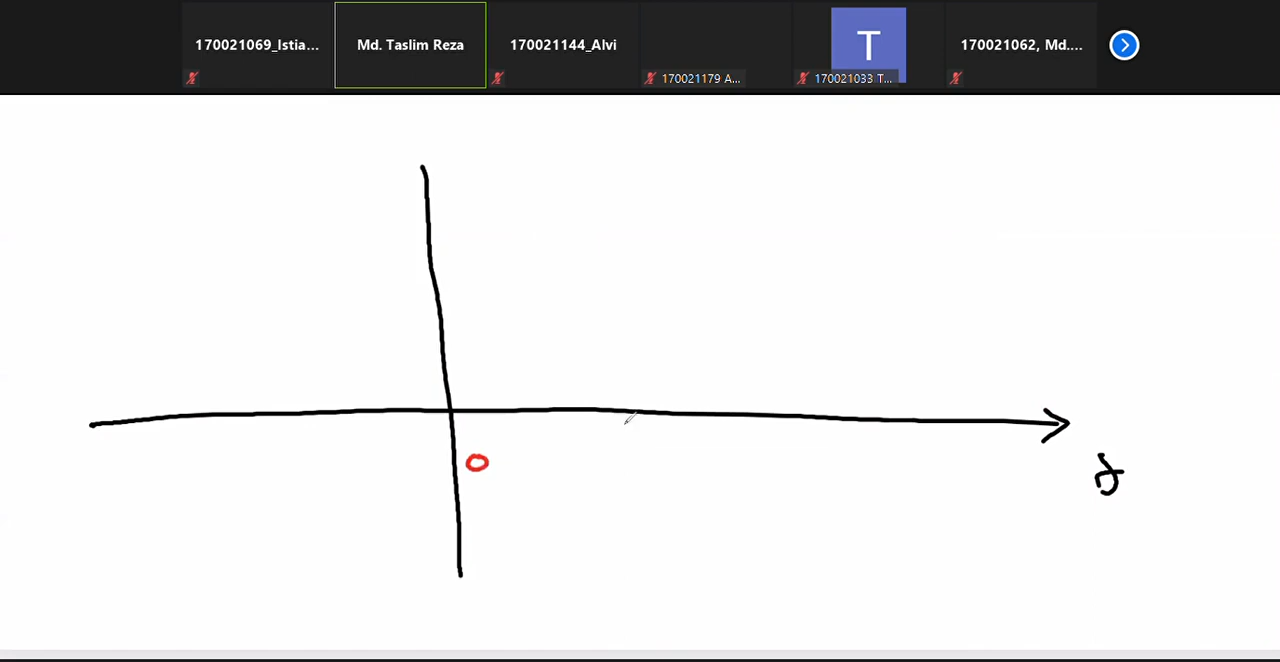 170021069_Istia...
Md. Taslim Reza
170021144_Alvi
170021179 A...
T
170021033 T...
170021062, Md....
0